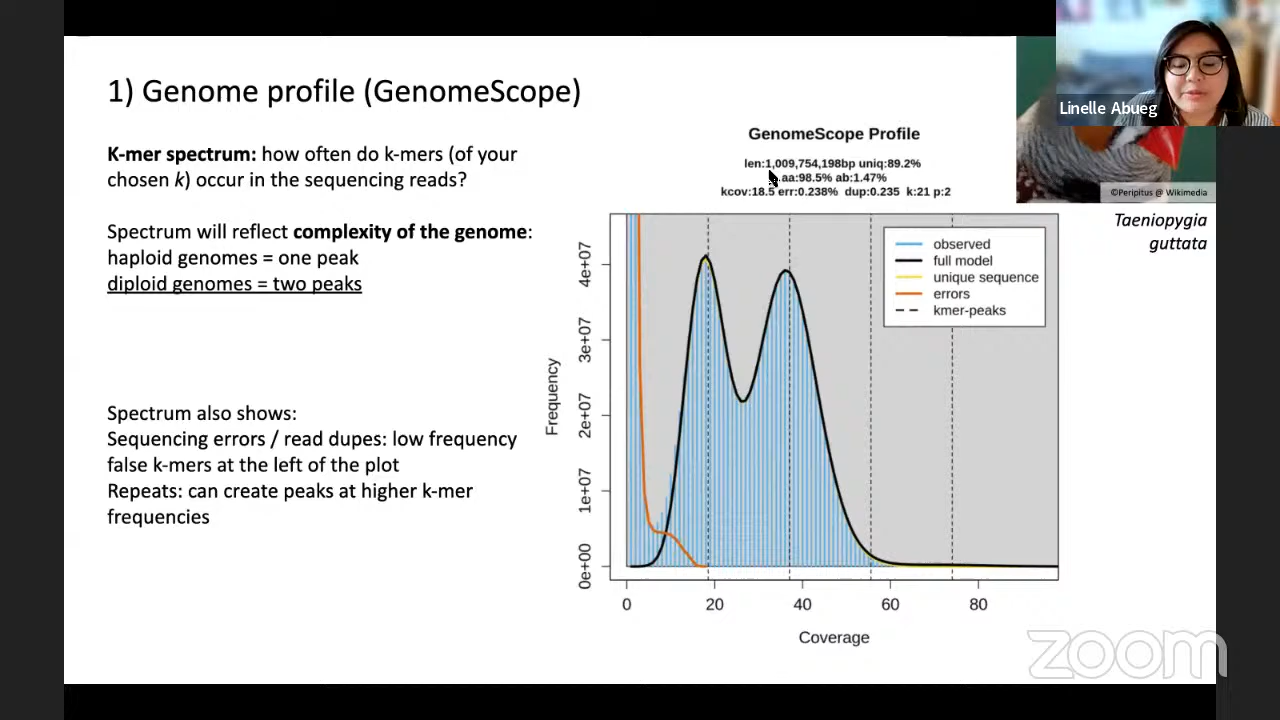 1) Genome profile (GenomeScope)
K-mer spectrum: how often do k-mers (of your
chosen k) occur in the sequencing reads?
Spectrum will reflect complexity of the genome:
haploid genomes = one peak
diploid genomes = two peaks
Spectrum also shows:
Sequencing errors / read dupes: low frequency
false k-mers at the left of the plot
Repeats: can create peaks at higher k-mer
frequencies
GenomeScope Profile
len:1,009,754,198bp uniq:89.2%
aa:98.5% ab:1.47%
kcov:18.5 err:0.238% dup:0.235 k:21 p:2
observed
full model
unique sequence
errors
kmer-peaks
Frequency
4e+07
3e+07
2e+07
1e+07
0e+00
0 20 40 60 80
Coverage
Linelle Abueg
©Peripitus @ Wikimedia
Taeniopygia
guttata
zoom